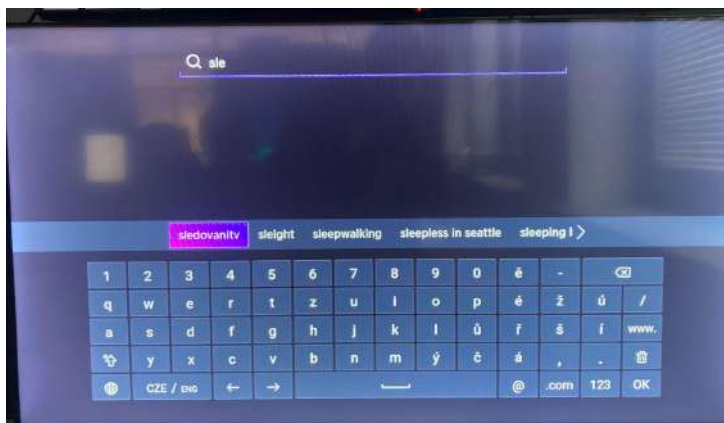 sle
sledovanitv sleight sleepwalking sleepless in seattle sleeping l
1 2 3 4 5 6 7 8 9 0 ě -
q w e r t z u i o p é ž ú /
a s d f g h j k l ů ř š í www.
y x c v b n m ý č á , .
CZE / ENG ← → @ .com 123 OK